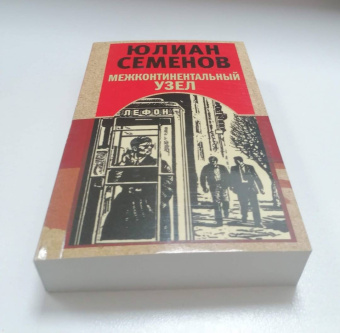 ЮЛИАН
СЕМЕНОВ
МЕЖКОНТИНЕНТАЛЬНЫЙ
УЗЕЛ
ЛЕФОН